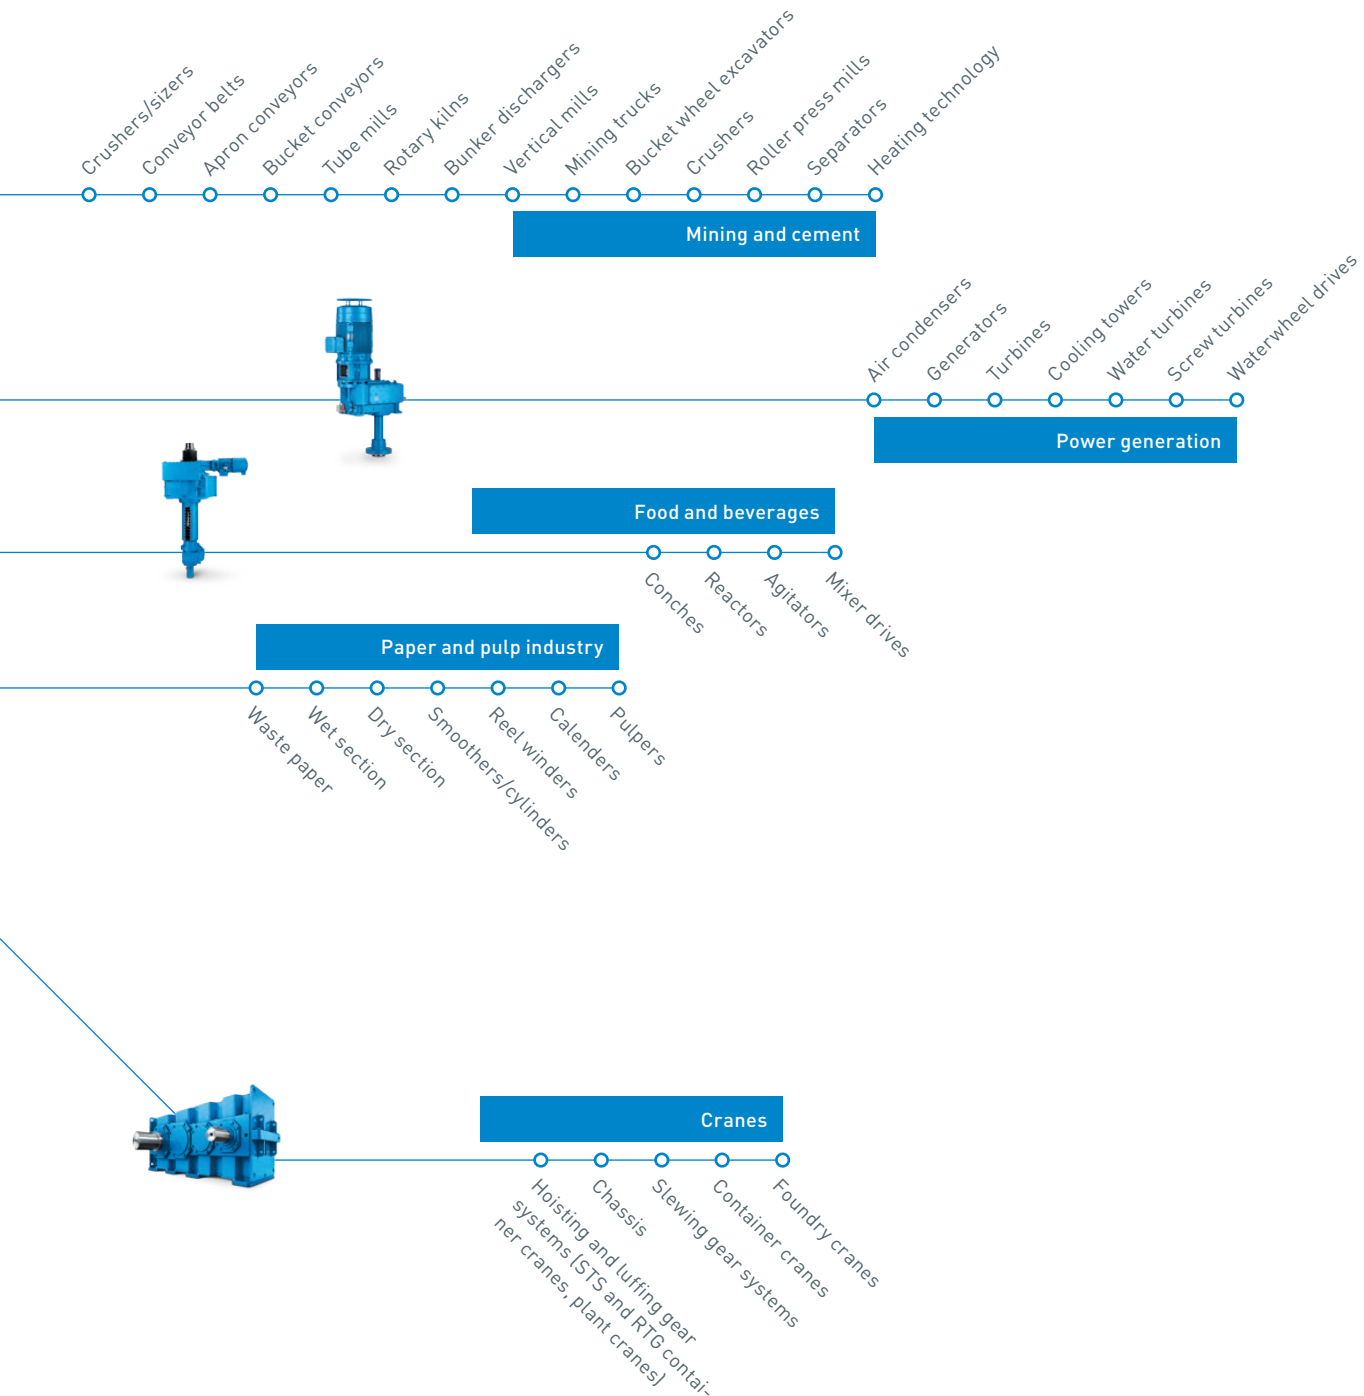 Crushers/sizers
Conveyor belts
Apron conveyors
Bucket conveyors
Tube mills
Rotary kilns
Bunker dischargers
Vertical mills
Mining trucks
Bucket wheel excavators
Crushers
Roller press mills
Separators
Heating technology
Mining and cement
Air condensers
Generators
Turbines
Cooling towers
Water turbines
Screw turbines
Waterwheel drives
Power generation
Food and beverages
Conches
Reactors
Agitators
Mixer drives
Paper and pulp industry
Waste paper
Wet section
Dry section
Smoothers/cylinders
Reel winders
Calenders
Pulpers
Cranes
Hoisting and luffing gear
systems (STS and RTG contai-
ner cranes, plant cranes)
Chassis
Slewing gear systems
Container cranes
Foundry cranes